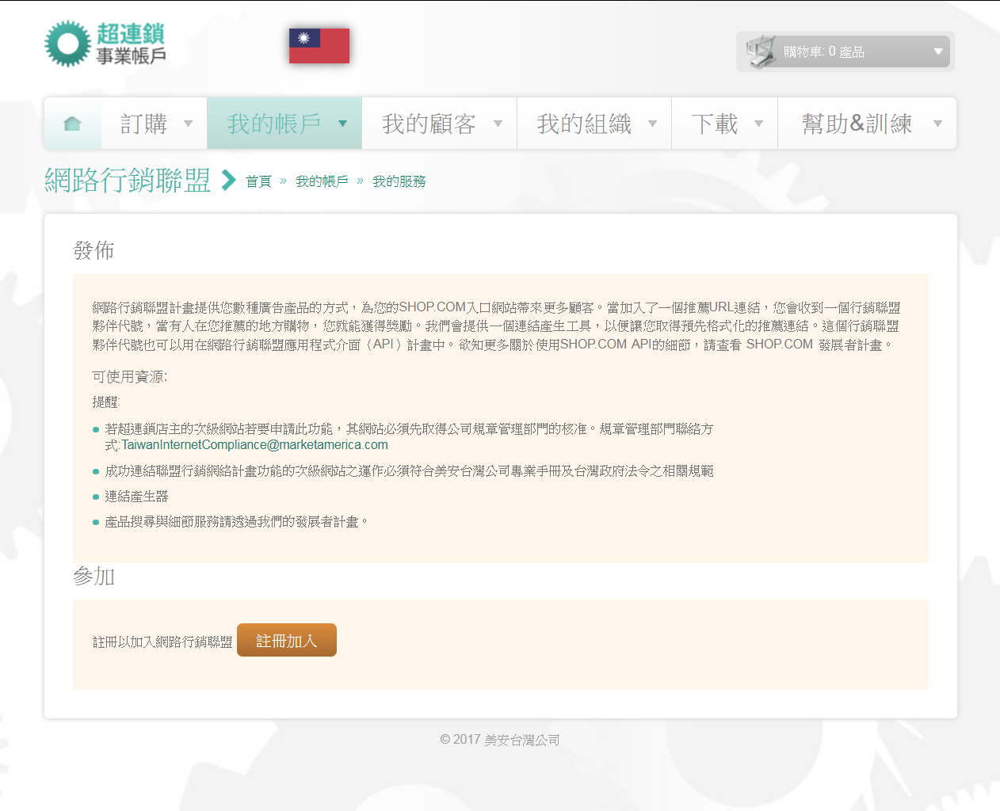 超連鎖
事業帳戶
購物車: 0 產品
訂購
我的帳戶
我的顧客
我的組織
下載
幫助&訓練
網路行銷聯盟
首頁 » 我的帳戶 » 我的服務
發佈
網路行銷聯盟計畫提供您數種廣告產品的方式，為您的SHOP.COM入口網站帶來更多顧客。當加入了一個推薦URL連結，您會收到一個行銷聯盟
夥伴代號，當有人在您推薦的地方購物，您就能獲得獎勵。我們會提供一個連結產生工具，以便讓您取得預先格式化的推薦連結。這個行銷聯盟
夥伴代號也可以用在網路行銷聯盟應用程式介面（API）計畫中。欲知更多關於使用SHOP.COM API的細節，請查看 SHOP.COM 發展者計畫。
可使用資源:
提醒:
若超連鎖店主的次級網站若要申請此功能，其網站必須先取得公司規章管理部門的核准。規章管理部門聯絡方
式:TaiwanInternetCompliance@marketamerica.com
成功連結聯盟行銷網絡計畫功能的次級網站之運作必須符合美安台灣公司專業手冊及台灣政府法令之相關規範
連結產生器
產品搜尋與細節服務請透過我們的發展者計畫。
參加
註冊以加入網路行銷聯盟
註冊加入
© 2017 美安台灣公司